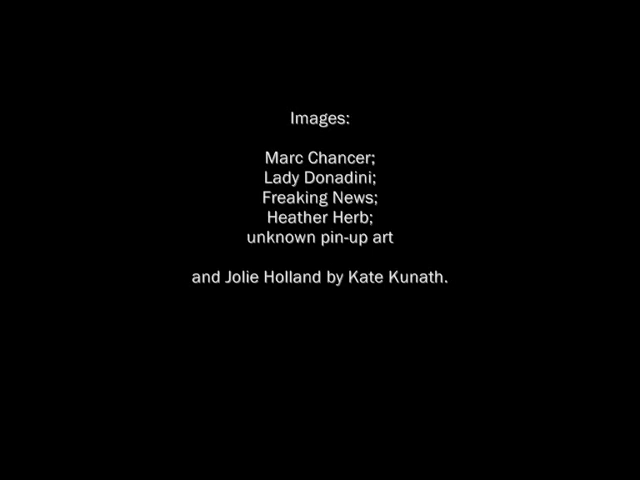 Images:
Marc Chancer;
Lady Donadini;
Freaking News;
Heather Herb;
unknown pin-up art
and Jolie Holland by Kate Kunath.